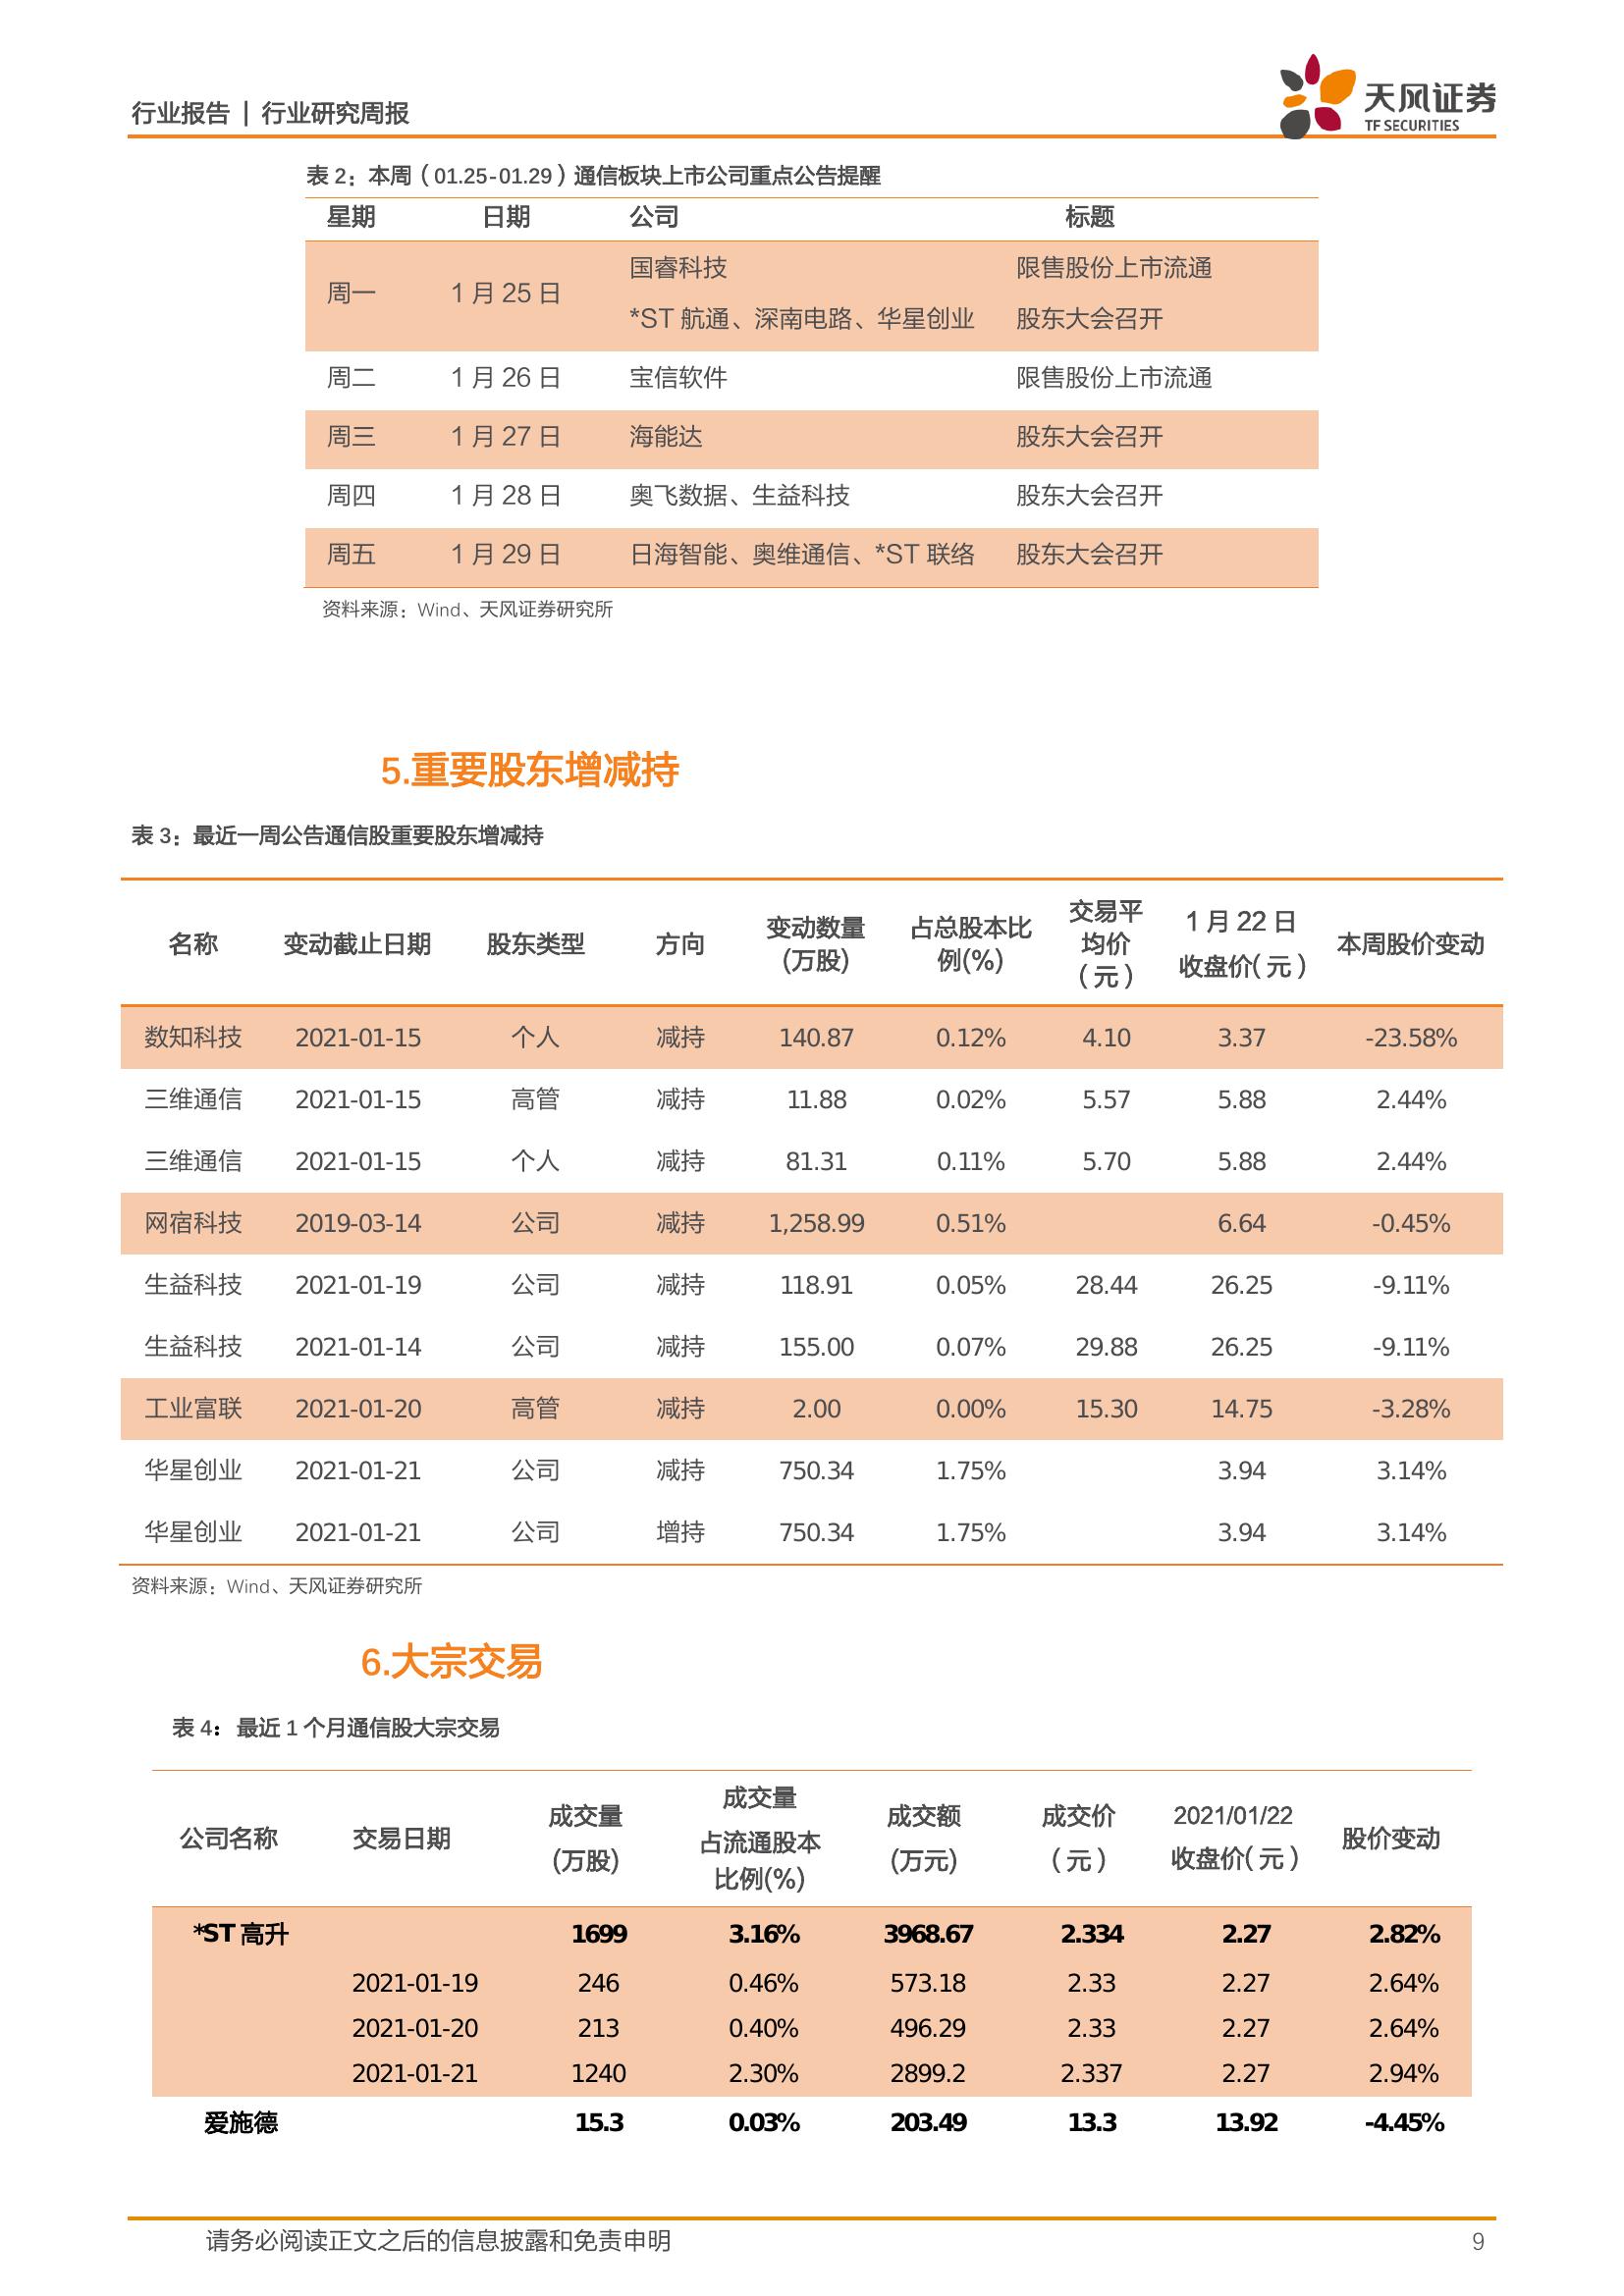 行业报告 | 行业研究周报
天风证券
TF SECURITIES
表 2：本周（01.25-01.29）通信板块上市公司重点公告提醒
星期 日期 公司 标题
周一 1 月 25 日 国睿科技 限售股份上市流通
*ST 航通、深南电路、华星创业 股东大会召开
周二 1 月 26 日 宝信软件 限售股份上市流通
周三 1 月 27 日 海能达 股东大会召开
周四 1 月 28 日 奥飞数据、生益科技 股东大会召开
周五 1 月 29 日 日海智能、奥维通信、*ST 联络 股东大会召开
资料来源：Wind、天风证券研究所
5.重要股东增减持
表 3：最近一周公告通信股重要股东增减持
名称 变动截止日期 股东类型 方向 变动数量(万股) 占总股本比例(%) 交易平均价（元） 1 月 22 日收盘价(元) 本周股价变动
数知科技 2021-01-15 个人 减持 140.87 0.12% 4.10 3.37 -23.58%
三维通信 2021-01-15 高管 减持 11.88 0.02% 5.57 5.88 2.44%
三维通信 2021-01-15 个人 减持 81.31 0.11% 5.70 5.88 2.44%
网宿科技 2019-03-14 公司 减持 1,258.99 0.51% 6.64 -0.45%
生益科技 2021-01-19 公司 减持 118.91 0.05% 28.44 26.25 -9.11%
生益科技 2021-01-14 公司 减持 155.00 0.07% 29.88 26.25 -9.11%
工业富联 2021-01-20 高管 减持 2.00 0.00% 15.30 14.75 -3.28%
华星创业 2021-01-21 公司 减持 750.34 1.75% 3.94 3.14%
华星创业 2021-01-21 公司 增持 750.34 1.75% 3.94 3.14%
资料来源：Wind、天风证券研究所
6.大宗交易
表 4： 最近 1 个月通信股大宗交易
公司名称 交易日期 成交量(万股) 成交量占流通股本比例(%) 成交额(万元) 成交价（元） 2021/01/22收盘价(元) 股价变动
*ST 高升 1699 3.16% 3968.67 2.334 2.27 2.82%
2021-01-19 246 0.46% 573.18 2.33 2.27 2.64%
2021-01-20 213 0.40% 496.29 2.33 2.27 2.64%
2021-01-21 1240 2.30% 2899.2 2.337 2.27 2.94%
爱施德 15.3 0.03% 203.49 13.3 13.92 -4.45%
请务必阅读正文之后的信息披露和免责申明 9